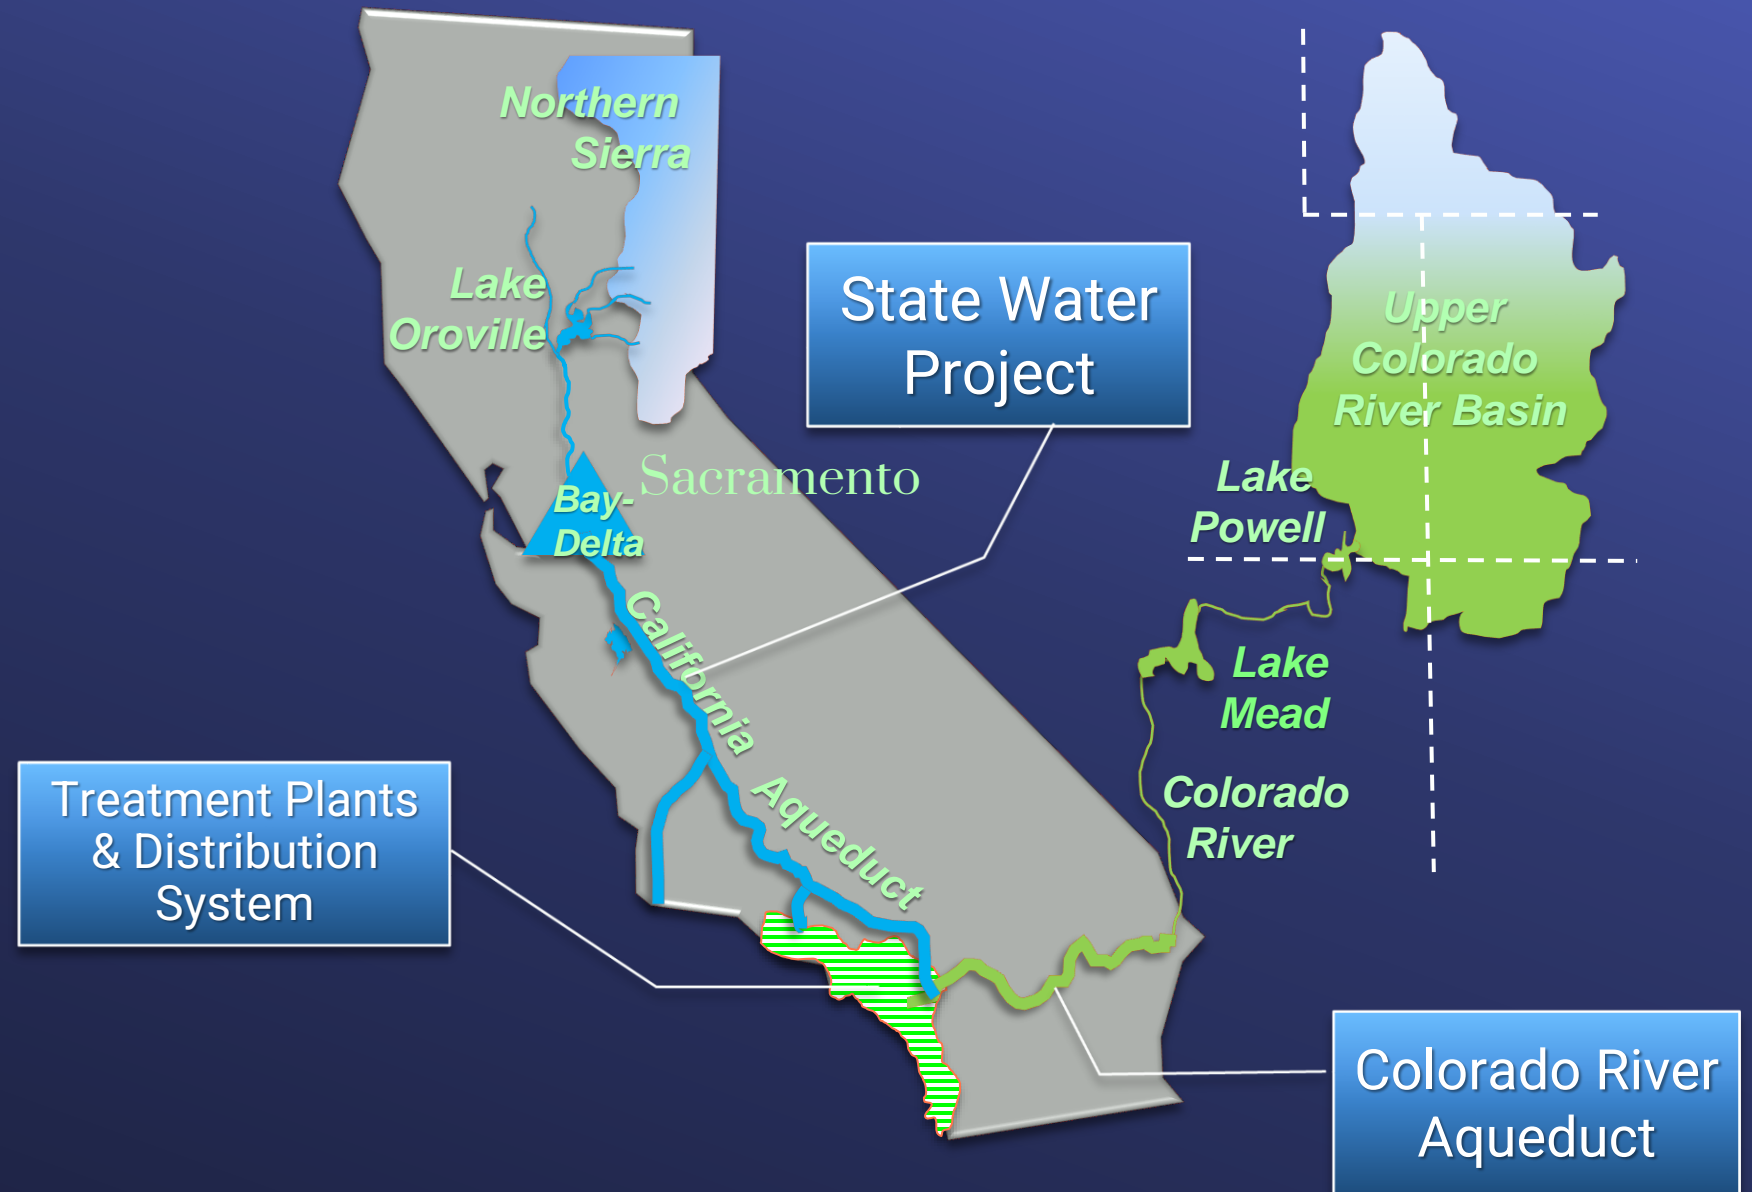 Northern
Sierra
Lake
Oroville
State Water
Project
Upper
Colorado
River Basin
Sacramento
Bay-
Delta
Lake
Powell
California Aqueduct
Lake
Mead
Colorado
River
Treatment Plants
& Distribution
System
Colorado River
Aqueduct